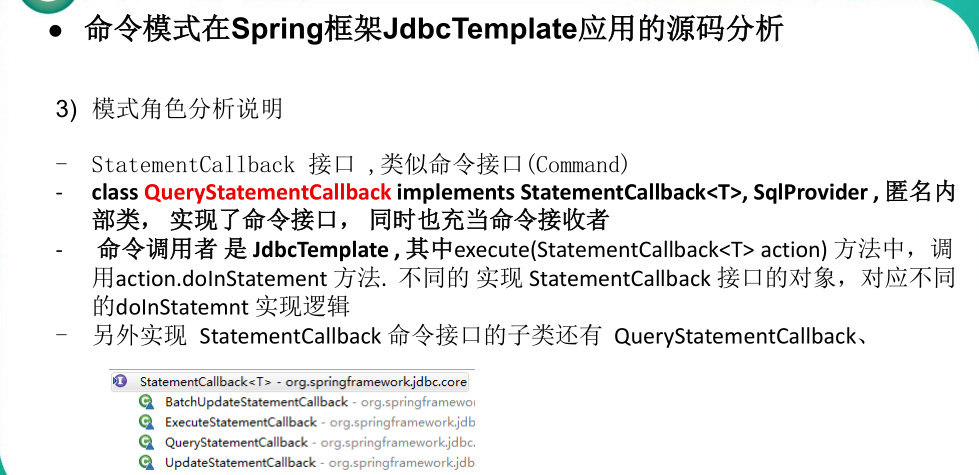 ● 命令模式在Spring框架JdbcTemplate应用的源码分析
3) 模式角色分析说明
– StatementCallback 接口 ,类似命令接口(Command)
- class QueryStatementCallback implements StatementCallback<T>, SqlProvider , 匿名内
部类， 实现了命令接口， 同时也充当命令接收者
- 命令调用者 是 JdbcTemplate , 其中execute(StatementCallback<T> action) 方法中，调
用action.doInStatement 方法. 不同的 实现 StatementCallback 接口的对象，对应不同
的doInStatemnt 实现逻辑
– 另外实现 StatementCallback 命令接口的子类还有 QueryStatementCallback、
StatementCallback<T> - org.springframework.jdbc.core
BatchUpdateStatementCallback - org.springframewor
ExecuteStatementCallback - org.springframework.jdb
QueryStatementCallback - org.springframework.jdbc.
UpdateStatementCallback - org.springframework.jdb